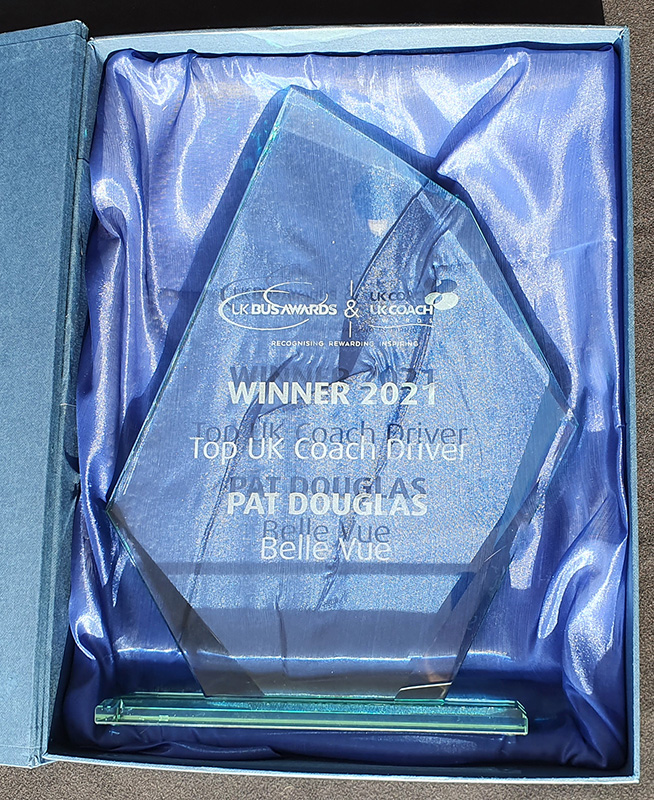 UK BUS AWARDS & UK COACH
RECOGNISING REWARDING INSPIRING
WINNER 2021
Top UK Coach Driver
PAT DOUGLAS
Belle Vue